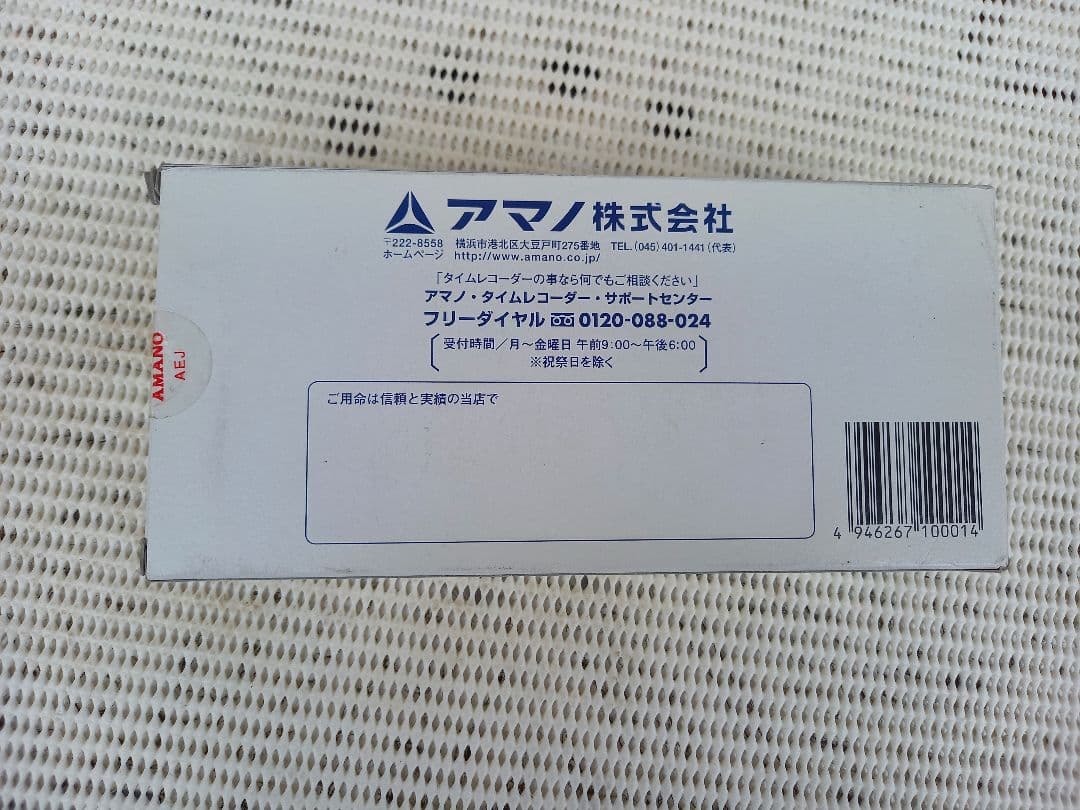 アマノ株式会社
〒222-8558 横浜市港北区大豆戸町275番地 TEL.(045)401-1441(代表)
ホームページ http://www.amano.co.jp/
「タイムレコーダーの事なら何でもご相談ください」
アマノ・タイムレコーダー・サポートセンター
フリーダイヤル 0120-088-024
受付時間/月〜金曜日 午前9:00〜午後6:00
※祝祭日を除く
AMANO
AEJ
ご用命は信頼と実績の当店で
4 946267 100014